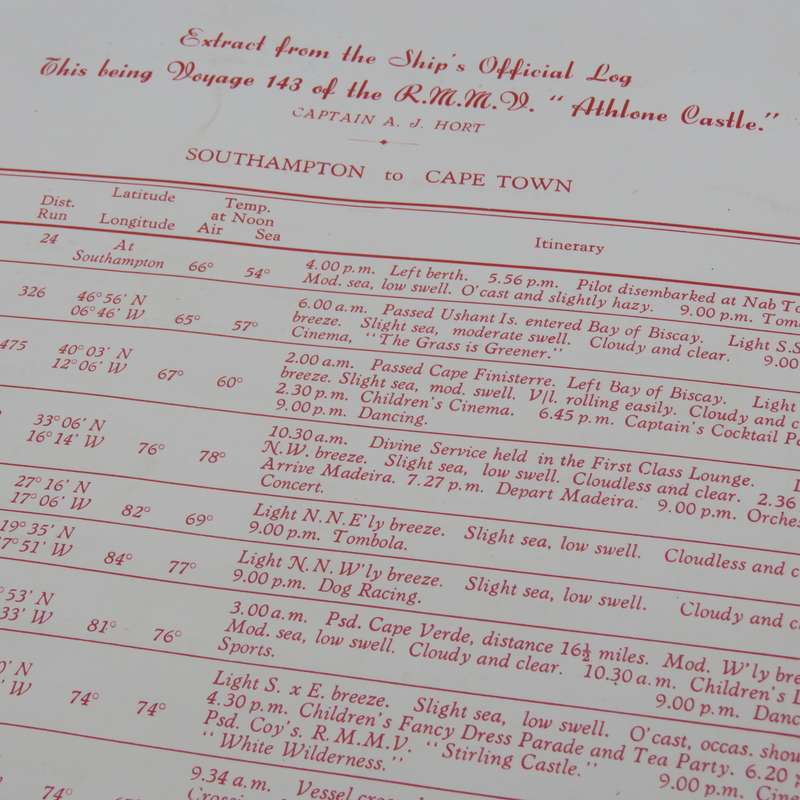 Extract from the Ship's Official Log
This being Voyage 143 of the R.M.M.V. "Athlone Castle."
CAPTAIN A. J. HORT
SOUTHAMPTON to CAPE TOWN
Dist. Run Latitude Longitude Temp. at Noon Air Sea Itinerary
24 At Southampton 66° 54° 4.00 p.m. Left berth. 5.56 p.m. Pilot disembarked at Nab
Mod. sea, low swell. O'cast and slightly hazy. 9.00 p.m.
326 46°56' N 06°46' W 65° 57° 6.00 a.m. Passed Ushant Is. entered Bay of Biscay. Light
breeze. Slight sea, moderate swell. Cloudy and clear. 9.00
Cinema, "The Grass is Greener."
475 40°03' N 12°06' W 67° 60° 2.00 a.m. Passed Cape Finisterre. Left Bay of Biscay. Light
breeze. Slight sea, mod. swell. V/l. rolling easily. Cloudy and
2.30 p.m. Children's Cinema. 6.45 p.m. Captain's Cocktail
9.00 p.m. Dancing.
33°06' N 16°14' W 76° 78° 10.30 a.m. Divine Service held in the First Class Lounge.
N.W. breeze. Slight sea, low swell. Cloudless and clear. 2.36
Arrive Madeira. 7.27 p.m. Depart Madeira. 9.00 p.m.
Concert.
27°16' N 17°06' W 82° 69° Light N.N.E'ly breeze. Slight sea, low swell. Cloudless and
9.00 p.m. Tombola.
19°35' N 7°51' W 84° 77° Light N.N.W'ly breeze. Slight sea, low swell. Cloudy and
9.00 p.m. Dog Racing.
°53' N 33' W 81° 76° 3.00 a.m. Psd. Cape Verde, distance 16½ miles. Mod. W'ly
Mod. sea, low swell. Cloudy and clear. 10.30 a.m. Children's
Sports. 9.00 p.m.
N W 74° 74° Light S. x E. breeze. Slight sea, low swell. O'cast, occas.
4.30 p.m. Children's Fancy Dress Parade and Tea Party. 6.20
Psd. Coy's. R.M.M.V. "Stirling Castle." 9.00 p.m.
"White Wilderness."
74° 9.34 a.m. Vessel